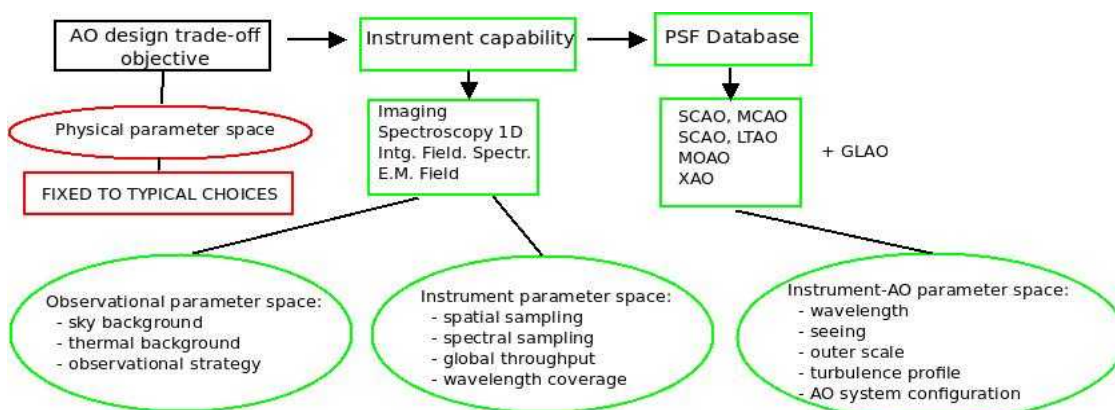 AO design trade-off
objective
Instrument capability
PSF Database
Physical parameter space
FIXED TO TYPICAL CHOICES
Imaging
Spectroscopy 1D
Intg. Field. Spectr.
E.M. Field
SCAO, MCAO
SCAO, LTAO
MOAO
XAO
+ GLAO
Observational parameter space:
- sky background
- thermal background
- observational strategy
Instrument parameter space:
- spatial sampling
- spectral sampling
- global throughput
- wavelength coverage
Instrument-AO parameter space:
- wavelength
- seeing
- outer scale
- turbulence profile
- AO system configuration